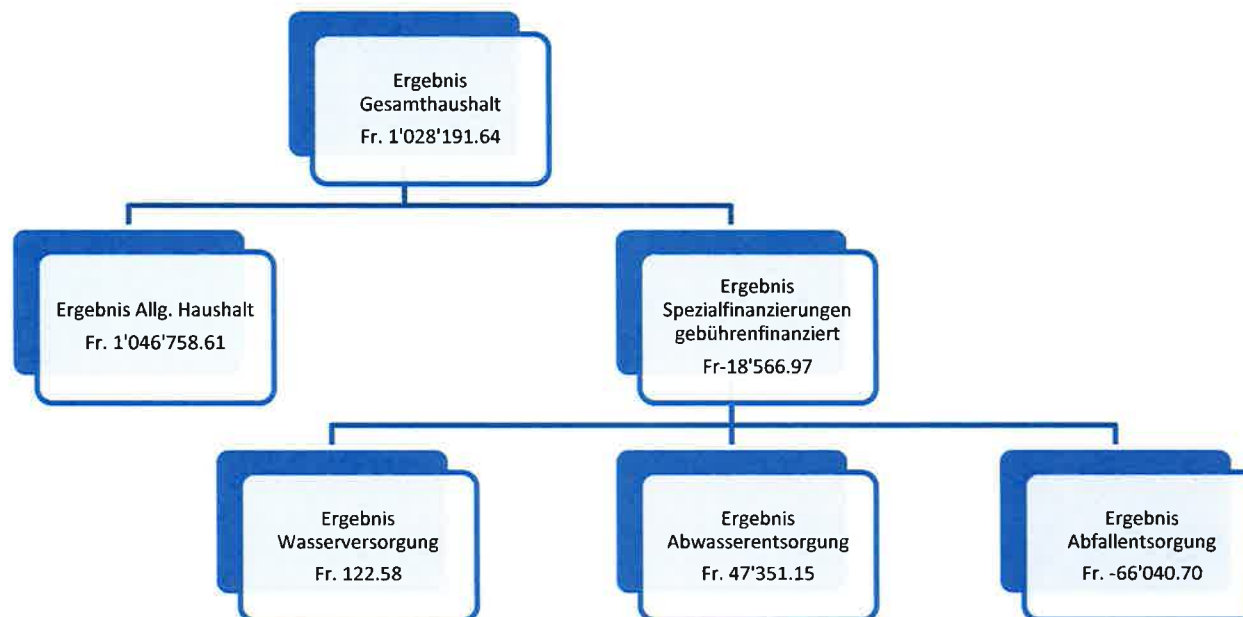 Ergebnis
Gesamthaushalt
Fr. 1'028'191.64
Ergebnis Allg. Haushalt
Fr. 1'046'758.61
Ergebnis
Spezialfinanzierungen
gebührenfinanziert
Fr-18'566.97
Ergebnis
Wasserversorgung
Fr. 122.58
Ergebnis
Abwasserentsorgung
Fr. 47'351.15
Ergebnis
Abfallentsorgung
Fr. -66'040.70